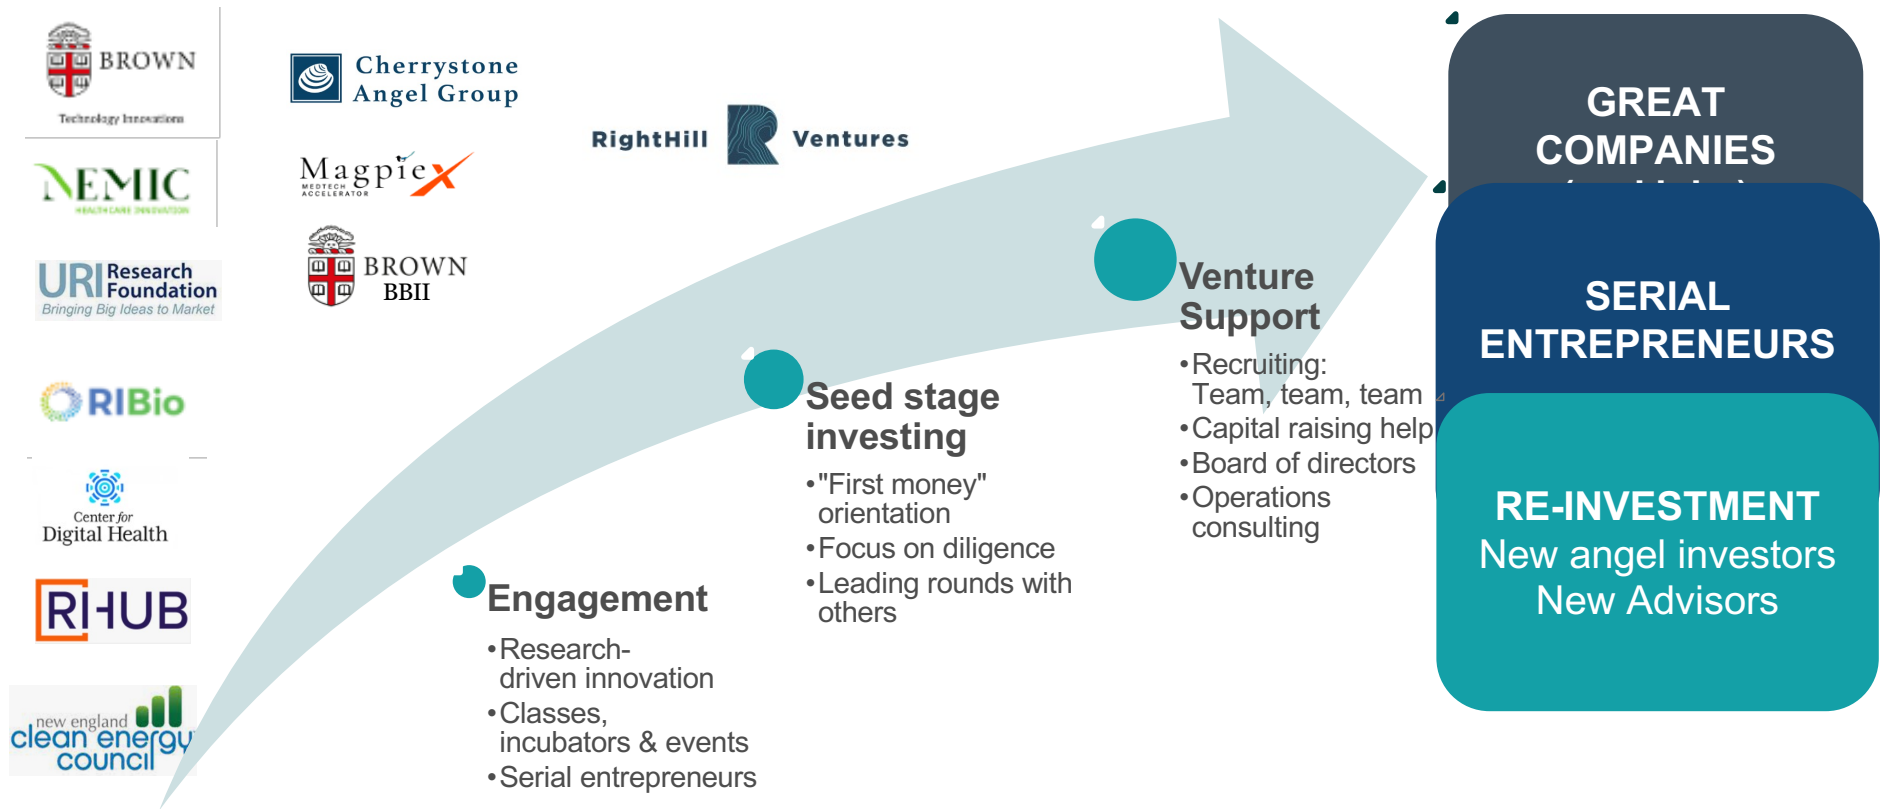 BROWN
Technology Innovations
NEMIC
HEALTHCARE INNOVATION
URI Research
Foundation
Bringing Big Ideas to Market
RIBio
Center for
Digital Health
RIHUB
new england
clean energy
council
Cherrystone
Angel Group
Magpie X
MEDTECH
ACCELERATOR
BROWN
BBII
RightHill R Ventures
Engagement
•Research-
driven innovation
•Classes,
incubators & events
•Serial entrepreneurs
Seed stage
investing
•"First money"
orientation
•Focus on diligence
•Leading rounds with
others
Venture
Support
•Recruiting:
Team, team, team
•Capital raising help
•Board of directors
•Operations
consulting
GREAT
COMPANIES
SERIAL
ENTREPRENEURS
RE-INVESTMENT
New angel investors
New Advisors